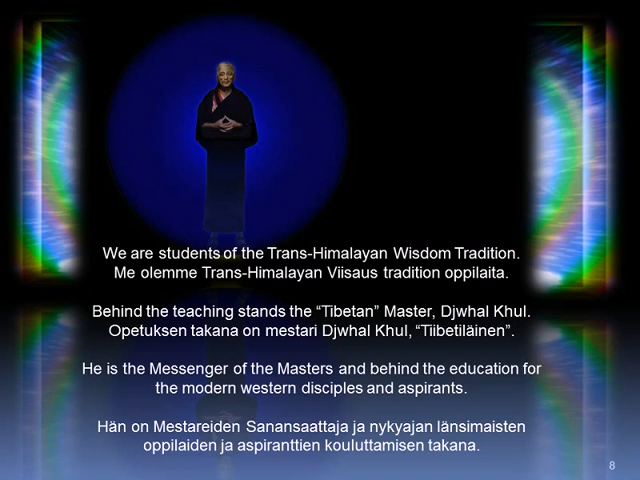 We are students of the Trans-Himalayan Wisdom Tradition.
Me olemme Trans-Himalayan Viisaus tradition oppilaita.
Behind the teaching stands the “Tibetan” Master, Djwhal Khul.
Opetuksen takana on mestari Djwhal Khul, “Tiibetiläinen”.
He is the Messenger of the Masters and behind the education for
the modern western disciples and aspirants.
Hän on Mestareiden Sanansaattaja ja nykyajan länsimaisten
oppilaiden ja aspiranttien kouluttamisen takana.
8